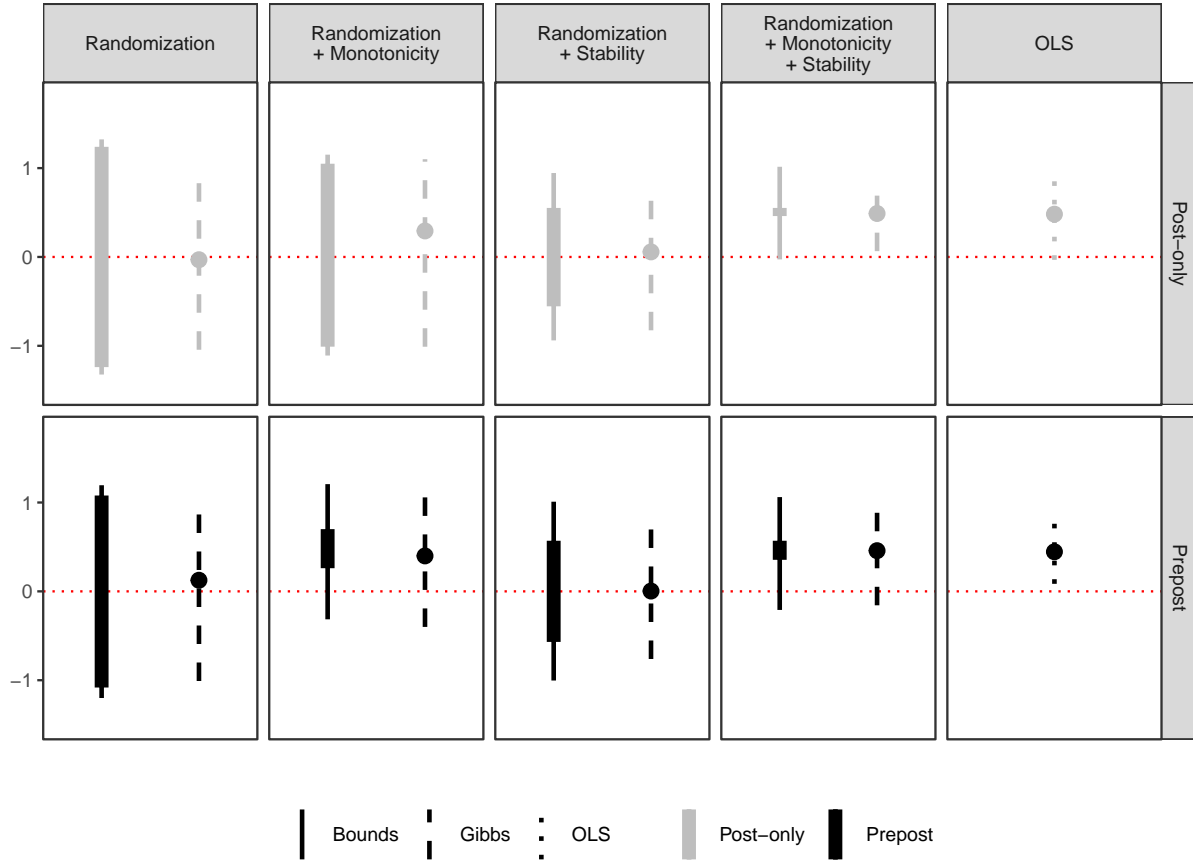 Randomization
Randomization
+ Monotonicity
Randomization
+ Stability
Randomization
+ Monotonicity
+ Stability
OLS
1
0
−1
Post−only
1
0
−1
Prepost
Bounds
Gibbs
OLS
Post−only
Prepost